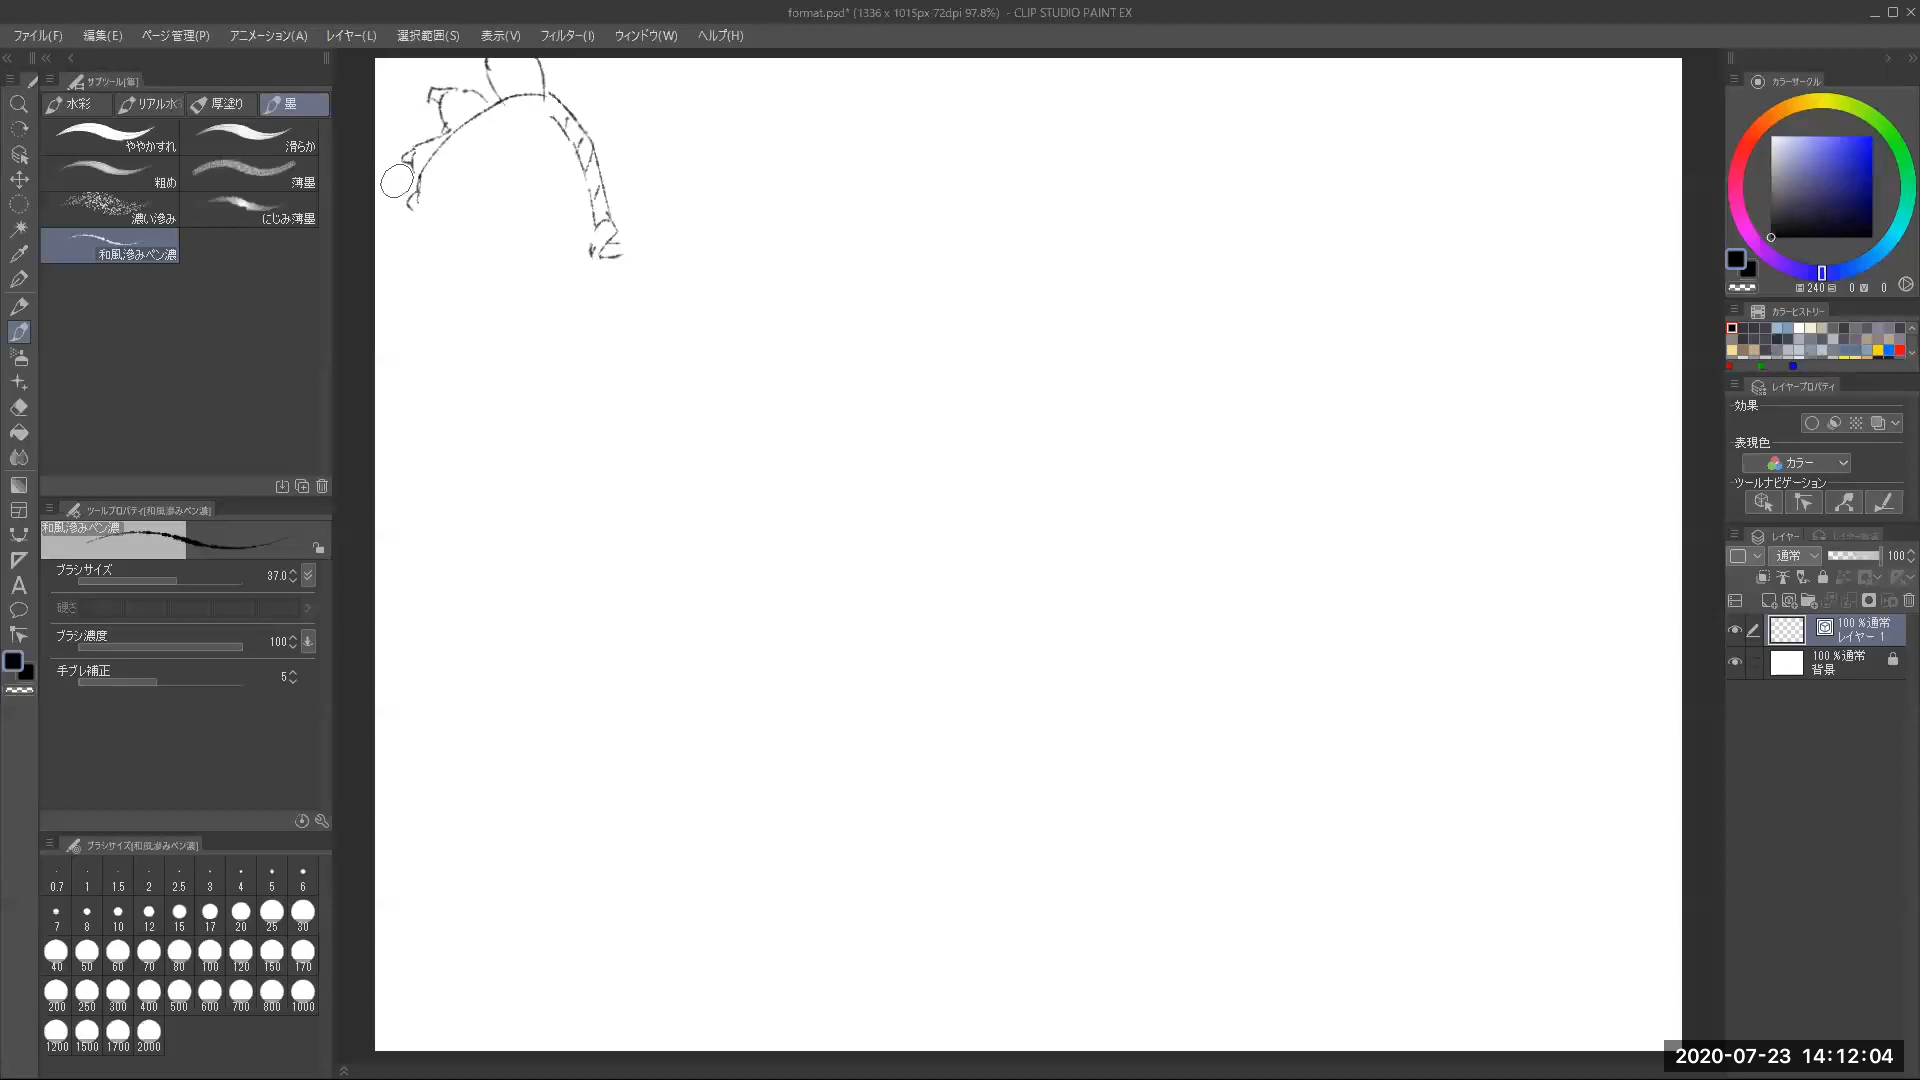 format.psd* (1336 x 1015px 72dpi 97.8%) - CLIP STUDIO PAINT EX
ファイル(F) 編集(E) ページ管理(P) アニメーション(A) レイヤー(L) 選択範囲(S) 表示(V) フィルター(I) ウィンドウ(W) ヘルプ(H)
サブツール[筆]
水彩 リアル水 厚塗り 墨
ややかすれ 滑らか
粗め 薄墨
濃い滲み にじみ薄墨
和風滲みペン濃
ツールプロパティ[和風滲みペン濃]
和風滲みペン濃
ブラシサイズ 37.0
硬さ
ブラシ濃度 100
手ブレ補正 5
ブラシサイズ[和風滲みペン濃]
0.7 1 1.5 2 2.5 3 4 5 6
7 8 10 12 15 17 20 25 30
40 50 60 70 80 100 120 150 170
200 250 300 400 500 600 700 800 1000
1200 1500 1700 2000
カラーサークル
240 0 0
カラーヒストリー
レイヤープロパティ
効果
表現色
カラー
ツールナビゲーション
レイヤー
通常 100
100 %通常
レイヤー 1
100 %通常
背景
2020-07-23 14:12:04